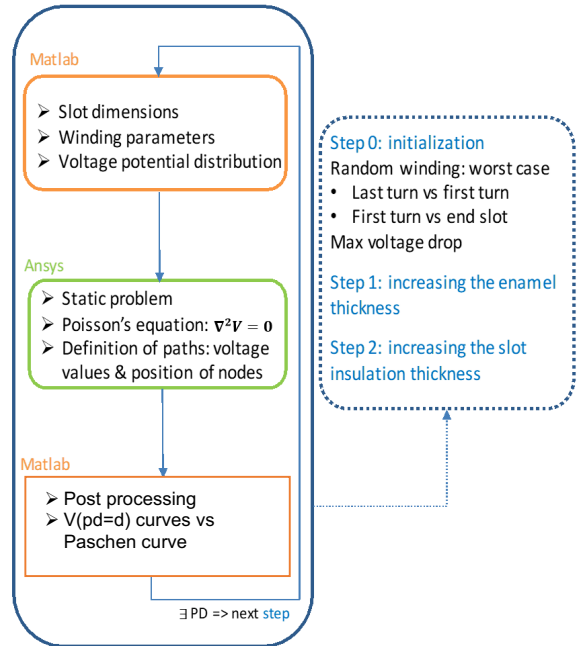 Matlab
➢ Slot dimensions
➢ Winding parameters
➢ Voltage potential distribution
Ansys
➢ Static problem
➢ Poisson's equation: ∇²V = 0
➢ Definition of paths: voltage
values & position of nodes
Matlab
➢ Post processing
➢ V(pd=d) curves vs
Paschen curve
∃ PD => next step
Step 0: initialization
Random winding: worst case
• Last turn vs first turn
• First turn vs end slot
Max voltage drop
Step 1: increasing the enamel
thickness
Step 2: increasing the slot
insulation thickness